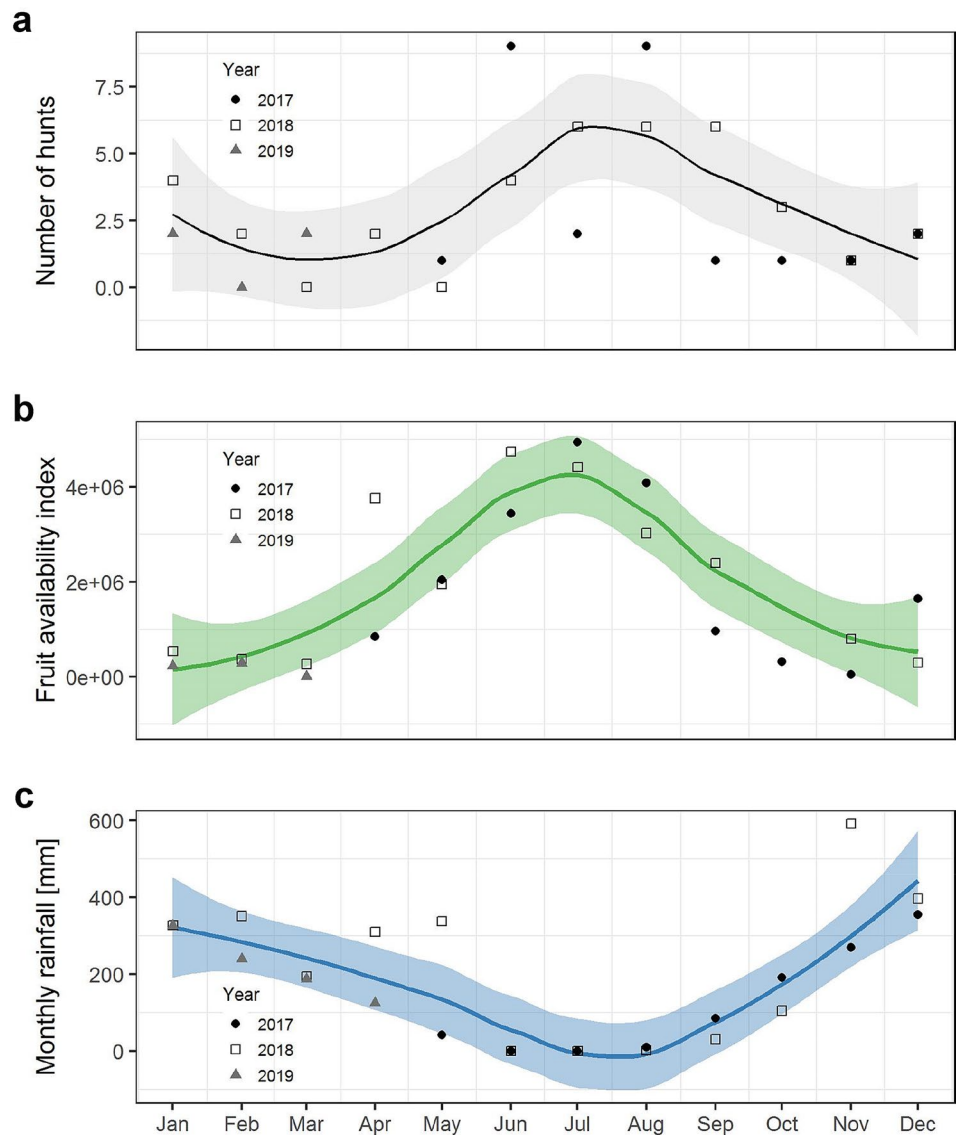 a
Number of hunts
7.5
5.0
2.5
0.0
Year
2017
2018
2019
b
Fruit availability index
4e+06
2e+06
0e+00
Year
2017
2018
2019
c
Monthly rainfall [mm]
600
400
200
0
Year
2017
2018
2019
Jan Feb Mar Apr May Jun Jul Aug Sep Oct Nov Dec